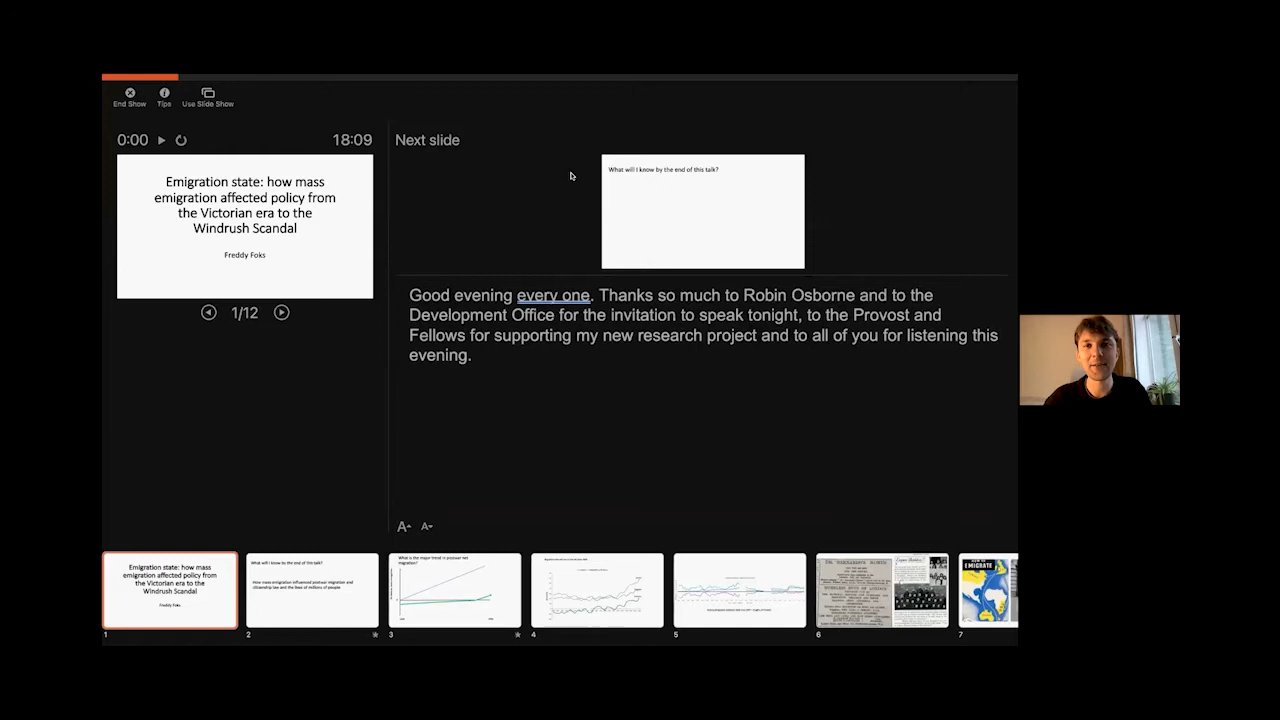 End Show
Tips
Use Slide Show
0:00
18:09
Next slide
Emigration state: how mass
emigration affected policy from
the Victorian era to the
Windrush Scandal
Freddy Foks
1/12
What will I know by the end of this talk?
Good evening every one. Thanks so much to Robin Osborne and to the
Development Office for the invitation to speak tonight, to the Provost and
Fellows for supporting my new research project and to all of you for listening this
evening.
A
A
Emigration state: how mass
emigration affected policy from
the Victorian era to the
Windrush Scandal
Freddy Foks
What will I know by the end of this talk?
How mass emigration influenced postwar migration and
citizenship law and the lives of millions of people
What is the major trend in postwar net
migration?
EMIGRATE
1
2
3
4
5
6
7